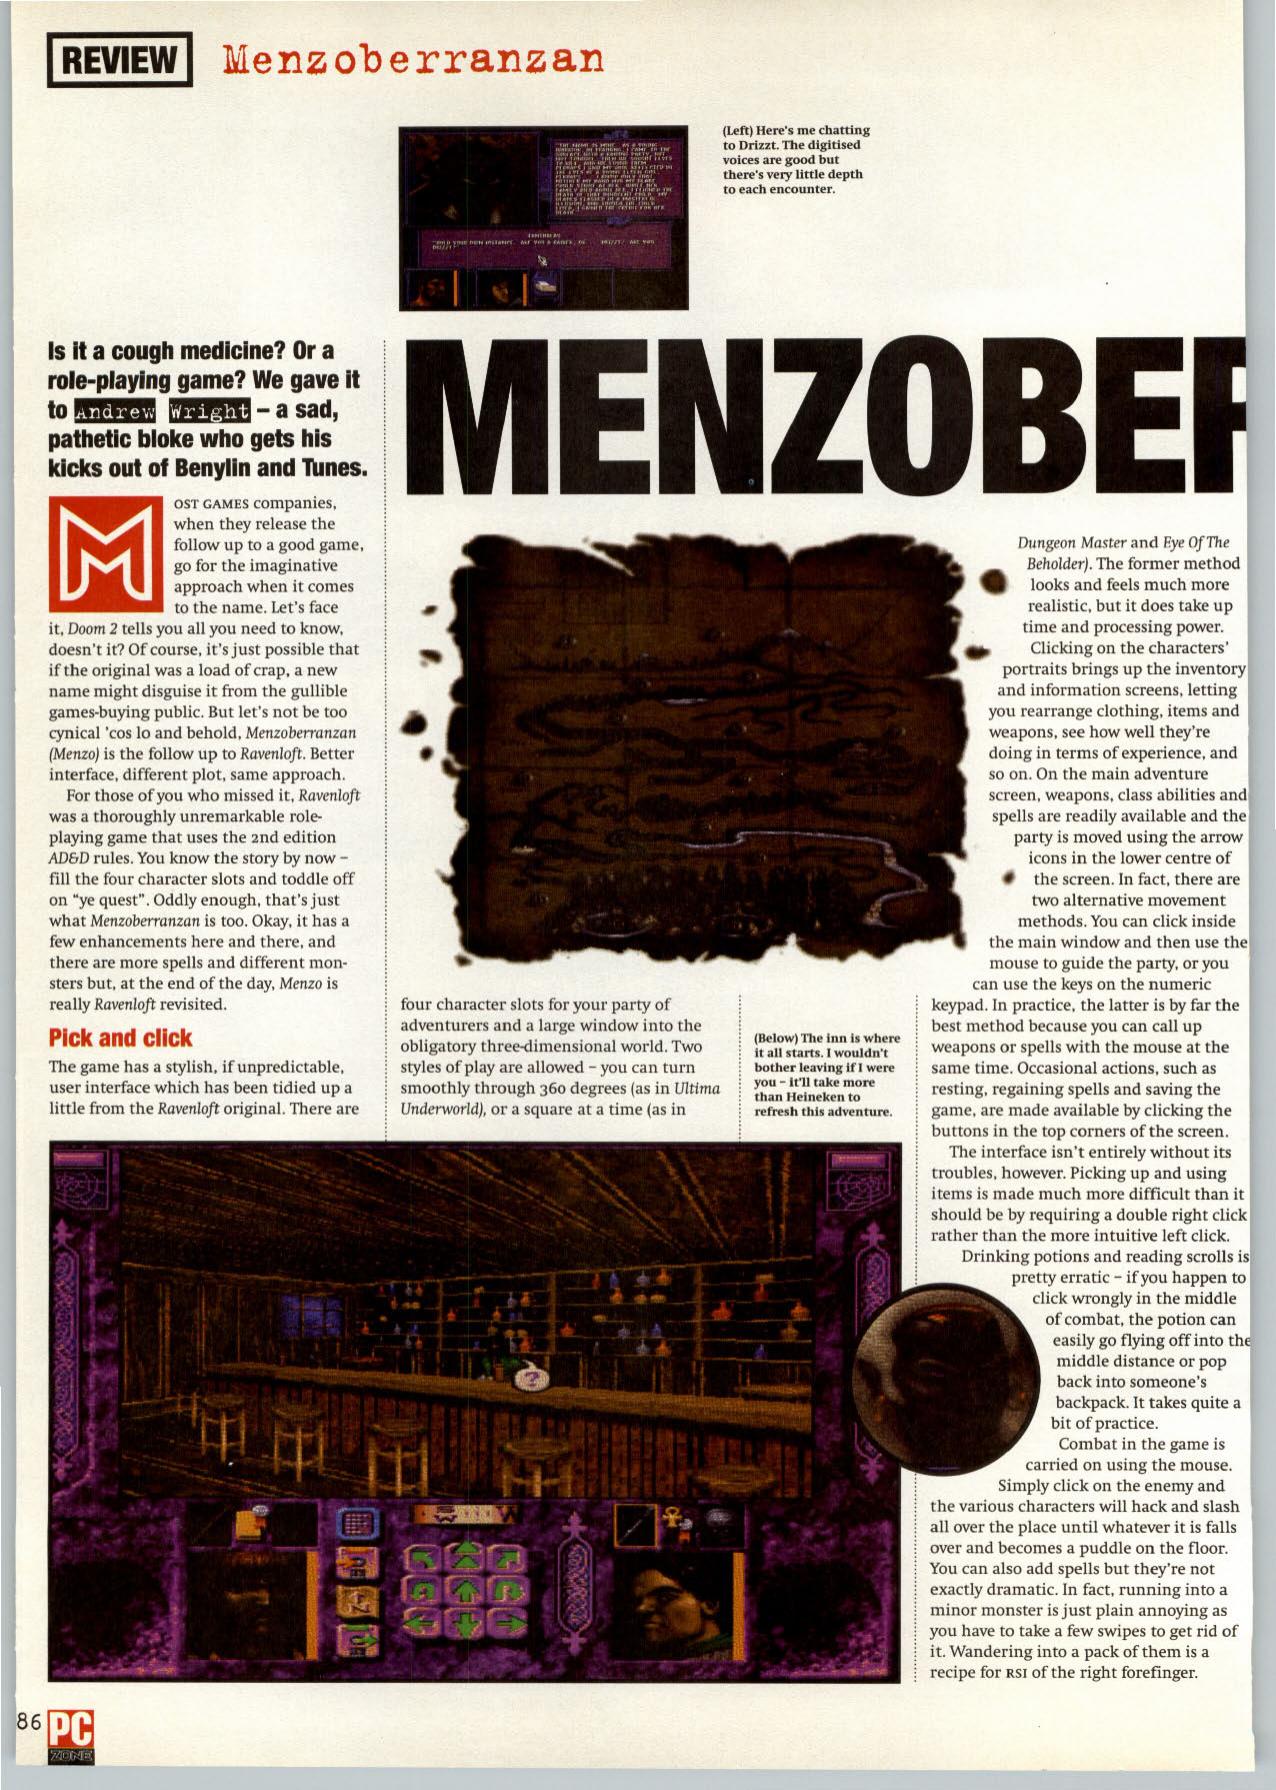 REVIEW Menzoberranzan
(Left) Here's me chatting
to Drizzt. The digitised
voices are good but
there's very little depth
to each encounter.
Is it a cough medicine? Or a
role-playing game? We gave it
to Andrew Wright – a sad,
pathetic bloke who gets his
kicks out of Benylin and Tunes.
MENZOBER
MOST GAMES companies,
when they release the
follow up to a good game,
go for the imaginative
approach when it comes
to the name. Let's face
it, Doom 2 tells you all you need to know,
doesn't it? Of course, it's just possible that
if the original was a load of crap, a new
name might disguise it from the gullible
games-buying public. But let's not be too
cynical 'cos lo and behold, Menzoberranzan
(Menzo) is the follow up to Ravenloft. Better
interface, different plot, same approach.
For those of you who missed it, Ravenloft
was a thoroughly unremarkable role-
playing game that uses the 2nd edition
AD&D rules. You know the story by now –
fill the four character slots and toddle off
on "ye quest". Oddly enough, that's just
what Menzoberranzan is too. Okay, it has a
few enhancements here and there, and
there are more spells and different mon-
sters but, at the end of the day, Menzo is
really Ravenloft revisited.
Pick and click
The game has a stylish, if unpredictable,
user interface which has been tidied up a
little from the Ravenloft original. There are
four character slots for your party of
adventurers and a large window into the
obligatory three-dimensional world. Two
styles of play are allowed – you can turn
smoothly through 360 degrees (as in Ultima
Underworld), or a square at a time (as in
(Below) The inn is where
it all starts. I wouldn't
bother leaving if I were
you – it'll take more
than Heineken to
refresh this adventure.
Dungeon Master and Eye Of The
Beholder). The former method
looks and feels much more
realistic, but it does take up
time and processing power.
Clicking on the characters'
portraits brings up the inventory
and information screens, letting
you rearrange clothing, items and
weapons, see how well they're
doing in terms of experience, and
so on. On the main adventure
screen, weapons, class abilities and
spells are readily available and the
party is moved using the arrow
icons in the lower centre of
the screen. In fact, there are
two alternative movement
methods. You can click inside
the main window and then use the
mouse to guide the party, or you
can use the keys on the numeric
keypad. In practice, the latter is by far the
best method because you can call up
weapons or spells with the mouse at the
same time. Occasional actions, such as
resting, regaining spells and saving the
game, are made available by clicking the
buttons in the top corners of the screen.
The interface isn't entirely without its
troubles, however. Picking up and using
items is made much more difficult than it
should be by requiring a double right click
rather than the more intuitive left click.
Drinking potions and reading scrolls is
pretty erratic – if you happen to
click wrongly in the middle
of combat, the potion can
easily go flying off into the
middle distance or pop
back into someone's
backpack. It takes quite a
bit of practice.
Combat in the game is
carried on using the mouse.
Simply click on the enemy and
the various characters will hack and slash
all over the place until whatever it is falls
over and becomes a puddle on the floor.
You can also add spells but they're not
exactly dramatic. In fact, running into a
minor monster is just plain annoying as
you have to take a few swipes to get rid of
it. Wandering into a pack of them is a
recipe for RSI of the right forefinger.
86 PC
ZONE